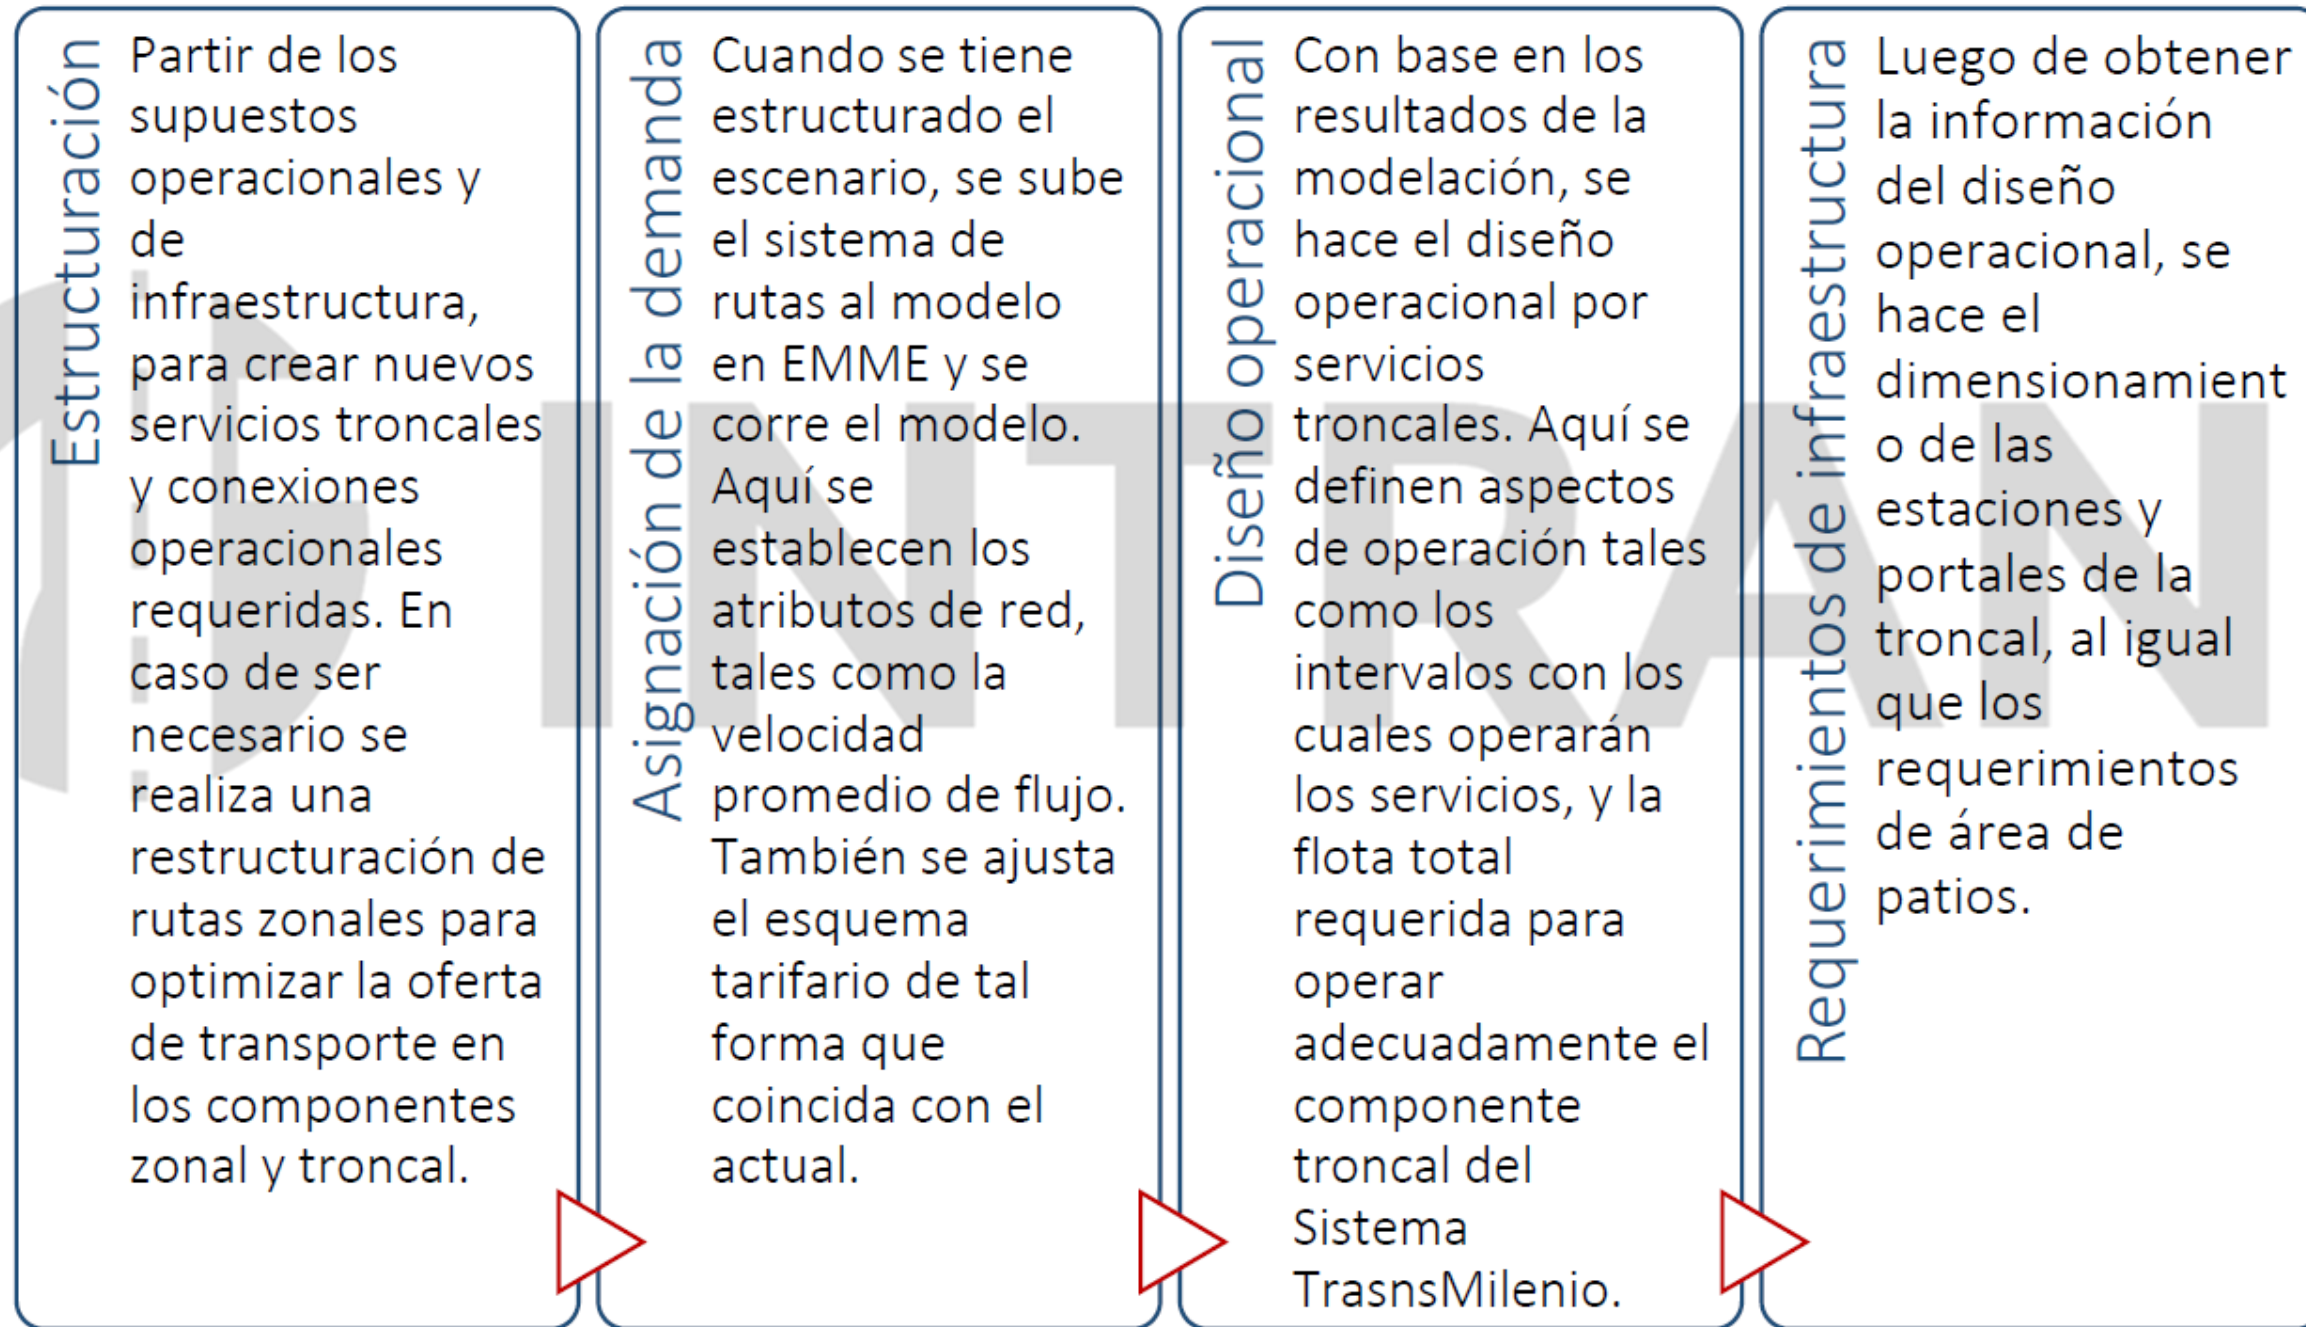 Estructuración
Partir de los
supuestos
operacionales y
de
infraestructura,
para crear nuevos
servicios troncales
y conexiones
operacionales
requeridas. En
caso de ser
necesario se
realiza una
restructuración de
rutas zonales para
optimizar la oferta
de transporte en
los componentes
zonal y troncal.
Asignación de la demanda
Cuando se tiene
estructurado el
escenario, se sube
el sistema de
rutas al modelo
en EMME y se
corre el modelo.
Aquí se
establecen los
atributos de red,
tales como la
velocidad
promedio de flujo.
También se ajusta
el esquema
tarifario de tal
forma que
coincida con el
actual.
Diseño operacional
Con base en los
resultados de la
modelación, se
hace el diseño
operacional por
servicios
troncales. Aquí se
definen aspectos
de operación tales
como los
intervalos con los
cuales operarán
los servicios, y la
flota total
requerida para
operar
adecuadamente el
componente
troncal del
Sistema
TrasnsMilenio.
Requerimientos de infraestructura
Luego de obtener
la información
del diseño
operacional, se
hace el
dimensionamient
o de las
estaciones y
portales de la
troncal, al igual
que los
requerimientos
de área de
patios.
INTRAN